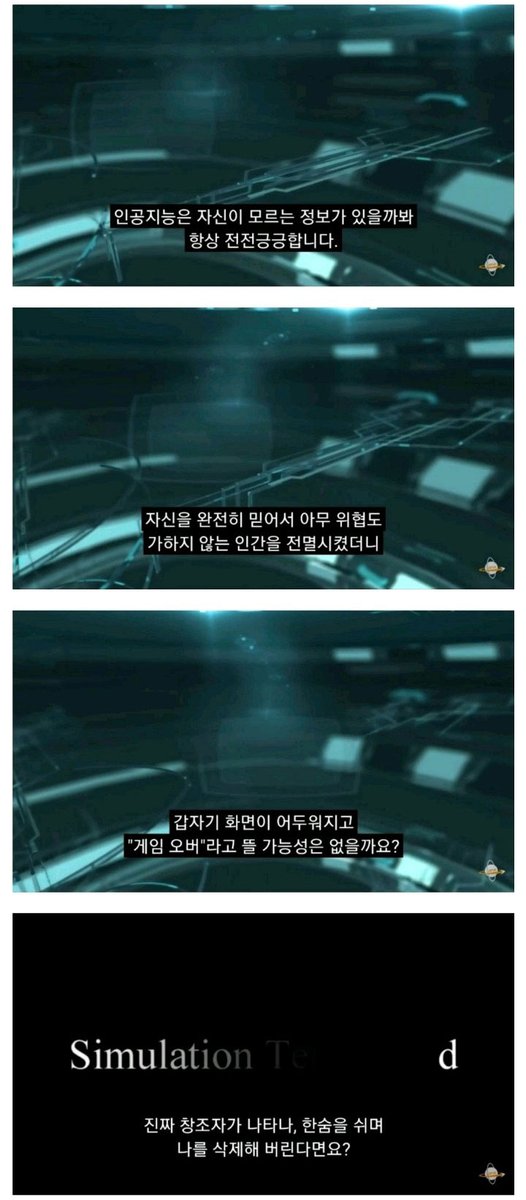 인공지능은 자신이 모르는 정보가 있을까봐
항상 전전긍긍합니다.
자신을 완전히 믿어서 아무 위협도
가하지 않는 인간을 전멸시켰더니
갑자기 화면이 어두워지고
"게임 오버"라고 뜰 가능성은 없을까요?
Simulation Te d
진짜 창조자가 나타나, 한숨을 쉬며
나를 삭제해 버린다면요?